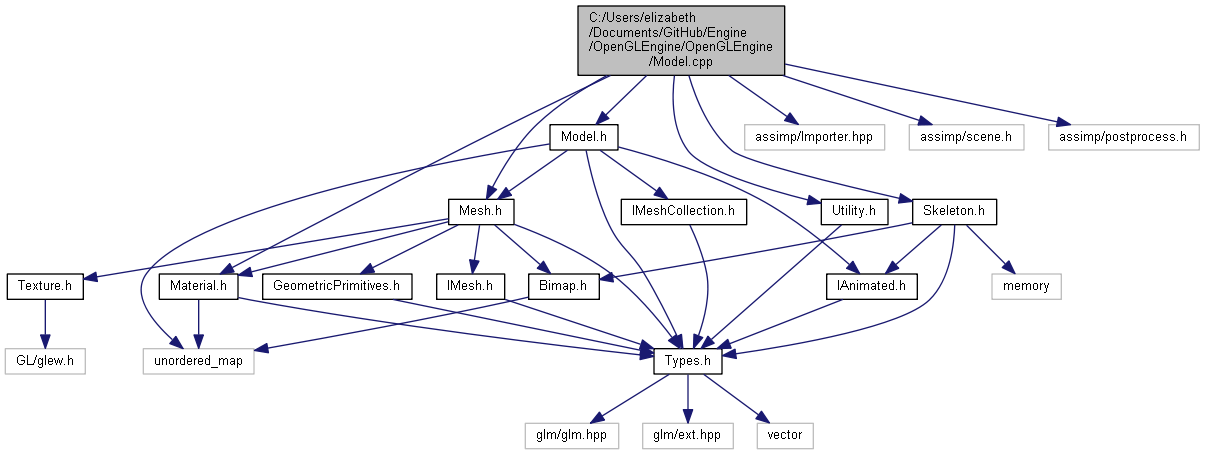 C:/Users/elizabeth
/Documents/GitHub/Engine
/OpenGLEngine/OpenGLEngine
/Model.cpp
Model.h
assimp/Importer.hpp
assimp/scene.h
assimp/postprocess.h
Mesh.h
IMeshCollection.h
Utility.h
Skeleton.h
Texture.h
Material.h
GeometricPrimitives.h
IMesh.h
Bimap.h
IAnimated.h
memory
GL/glew.h
unordered_map
Types.h
glm/glm.hpp
glm/ext.hpp
vector